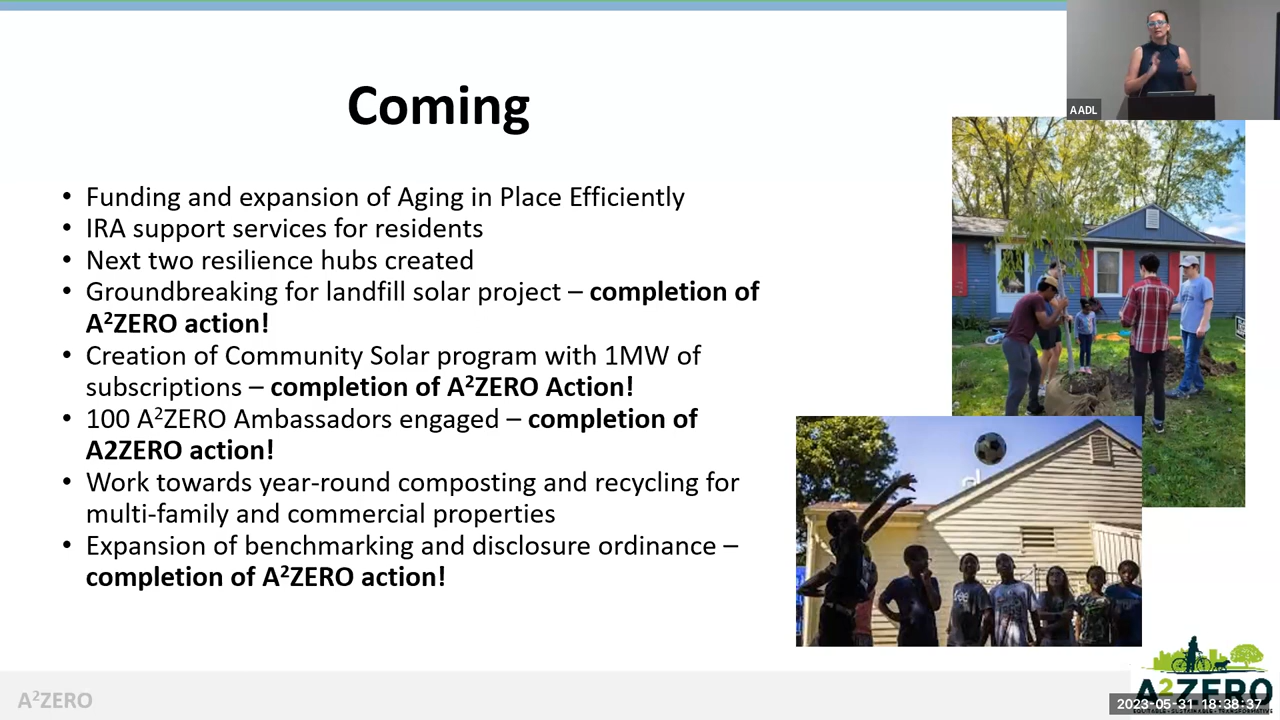 AADL
Coming
• Funding and expansion of Aging in Place Efficiently
• IRA support services for residents
• Next two resilience hubs created
• Groundbreaking for landfill solar project – completion of
A²ZERO action!
• Creation of Community Solar program with 1MW of
subscriptions – completion of A²ZERO Action!
• 100 A²ZERO Ambassadors engaged – completion of
A2ZERO action!
• Work towards year-round composting and recycling for
multi-family and commercial properties
• Expansion of benchmarking and disclosure ordinance –
completion of A²ZERO action!
A²ZERO
A²ZERO
2023-05-31 18:38:37